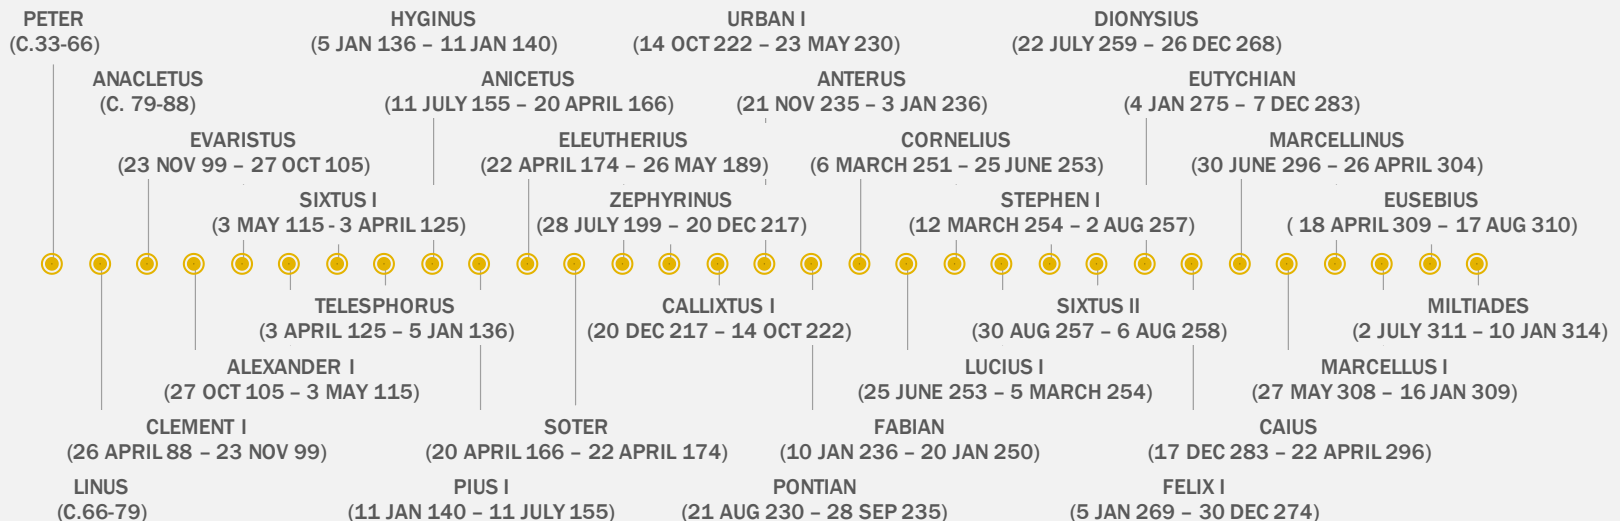 PETER
(C.33-66)
HYGINUS
(5 JAN 136 – 11 JAN 140)
URBAN I
(14 OCT 222 – 23 MAY 230)
DIONYSIUS
(22 JULY 259 – 26 DEC 268)
ANACLETUS
(C. 79-88)
ANICETUS
(11 JULY 155 – 20 APRIL 166)
ANTERUS
(21 NOV 235 – 3 JAN 236)
EUTYCHIAN
(4 JAN 275 – 7 DEC 283)
EVARISTUS
(23 NOV 99 – 27 OCT 105)
ELEUTHERIUS
(22 APRIL 174 – 26 MAY 189)
CORNELIUS
(6 MARCH 251 – 25 JUNE 253)
MARCELLINUS
(30 JUNE 296 – 26 APRIL 304)
SIXTUS I
(3 MAY 115 - 3 APRIL 125)
ZEPHYRINUS
(28 JULY 199 – 20 DEC 217)
STEPHEN I
(12 MARCH 254 – 2 AUG 257)
EUSEBIUS
( 18 APRIL 309 – 17 AUG 310)
TELESPHORUS
(3 APRIL 125 – 5 JAN 136)
CALLIXTUS I
(20 DEC 217 – 14 OCT 222)
SIXTUS II
(30 AUG 257 – 6 AUG 258)
MILTIADES
(2 JULY 311 – 10 JAN 314)
ALEXANDER I
(27 OCT 105 – 3 MAY 115)
LUCIUS I
(25 JUNE 253 – 5 MARCH 254)
MARCELLUS I
(27 MAY 308 – 16 JAN 309)
CLEMENT I
(26 APRIL 88 – 23 NOV 99)
SOTER
(20 APRIL 166 – 22 APRIL 174)
FABIAN
(10 JAN 236 – 20 JAN 250)
CAIUS
(17 DEC 283 – 22 APRIL 296)
LINUS
(C.66-79)
PIUS I
(11 JAN 140 – 11 JULY 155)
PONTIAN
(21 AUG 230 – 28 SEP 235)
FELIX I
(5 JAN 269 – 30 DEC 274)